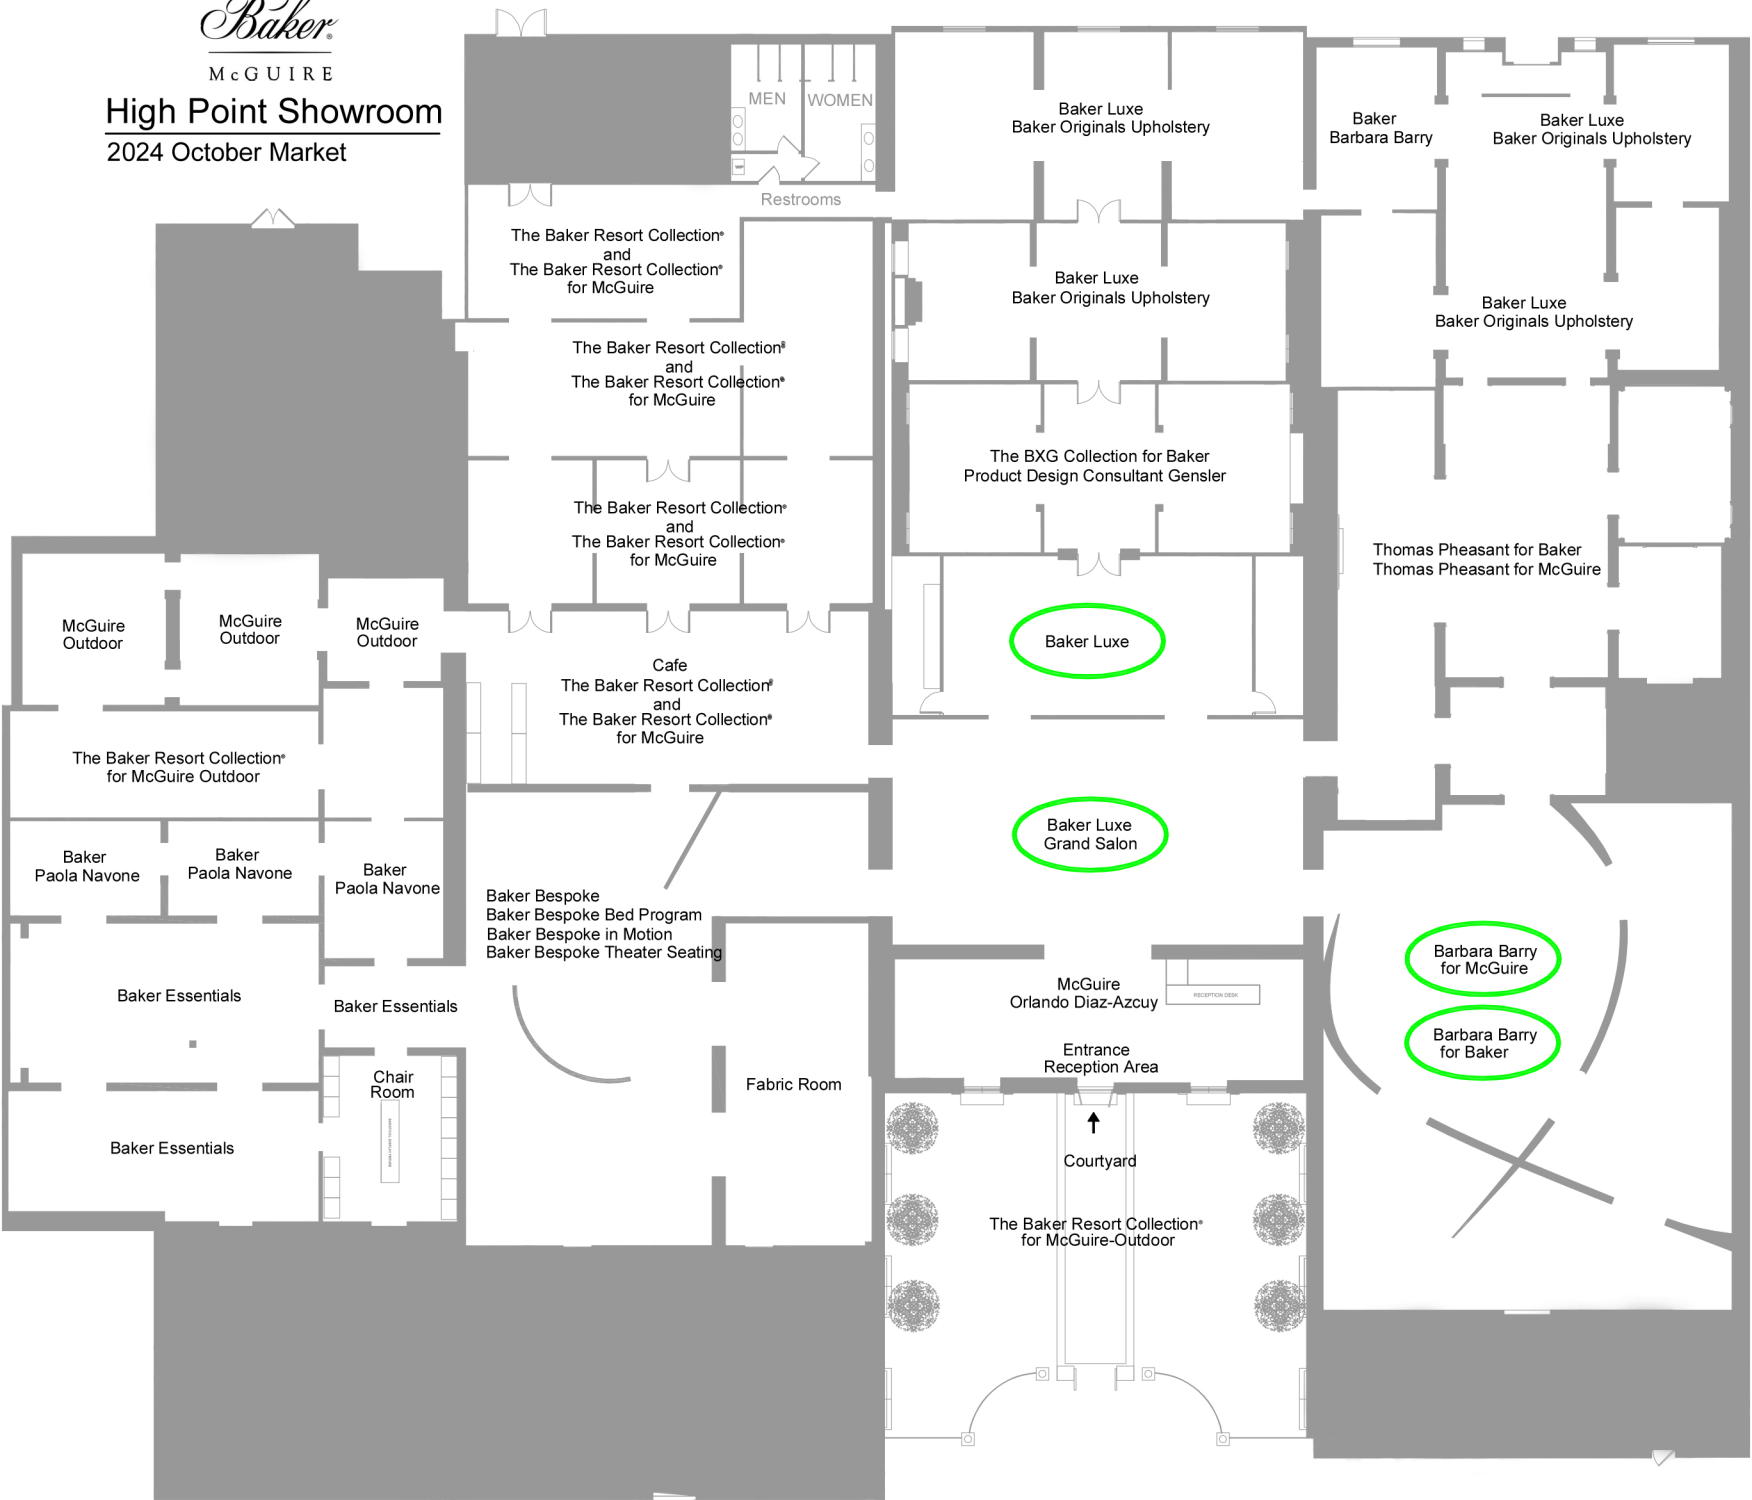 Baker®
McGUIRE
High Point Showroom
2024 October Market
MEN
WOMEN
Restrooms
Baker Luxe
Baker Originals Upholstery
Baker
Barbara Barry
Baker Luxe
Baker Originals Upholstery
The Baker Resort Collection®
and
The Baker Resort Collection®
for McGuire
Baker Luxe
Baker Originals Upholstery
Baker Luxe
Baker Originals Upholstery
The Baker Resort Collection®
and
The Baker Resort Collection®
for McGuire
The BXG Collection for Baker
Product Design Consultant Gensler
The Baker Resort Collection®
and
The Baker Resort Collection®
for McGuire
Thomas Pheasant for Baker
Thomas Pheasant for McGuire
McGuire
Outdoor
McGuire
Outdoor
McGuire
Outdoor
Baker Luxe
Cafe
The Baker Resort Collection®
and
The Baker Resort Collection®
for McGuire
The Baker Resort Collection®
for McGuire Outdoor
Baker Luxe
Grand Salon
Baker
Paola Navone
Baker
Paola Navone
Baker
Paola Navone
Baker Bespoke
Baker Bespoke Bed Program
Baker Bespoke in Motion
Baker Bespoke Theater Seating
Barbara Barry
for McGuire
Barbara Barry
for Baker
Baker Essentials
Baker Essentials
McGuire
Orlando Diaz-Azcuy
RECEPTION DESK
Entrance
Reception Area
Chair
Room
Fabric Room
Baker Essentials
Courtyard
The Baker Resort Collection®
for McGuire-Outdoor